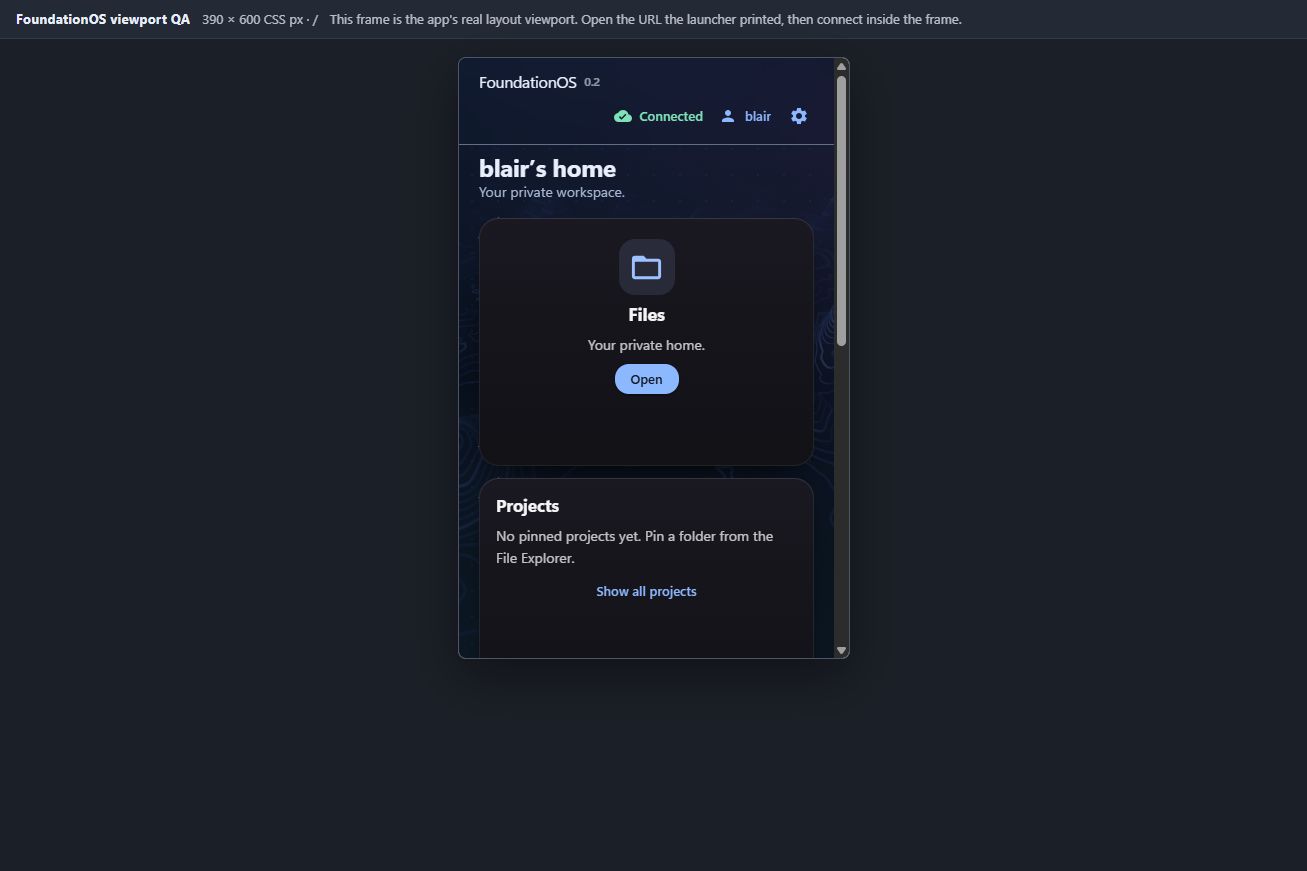 FoundationOS viewport QA 390 × 600 CSS px · / This frame is the app's real layout viewport. Open the URL the launcher printed, then connect inside the frame.
FoundationOS 0.2
Connected blair
blair’s home
Your private workspace.
Files
Your private home.
Open
Projects
No pinned projects yet. Pin a folder from the
File Explorer.
Show all projects